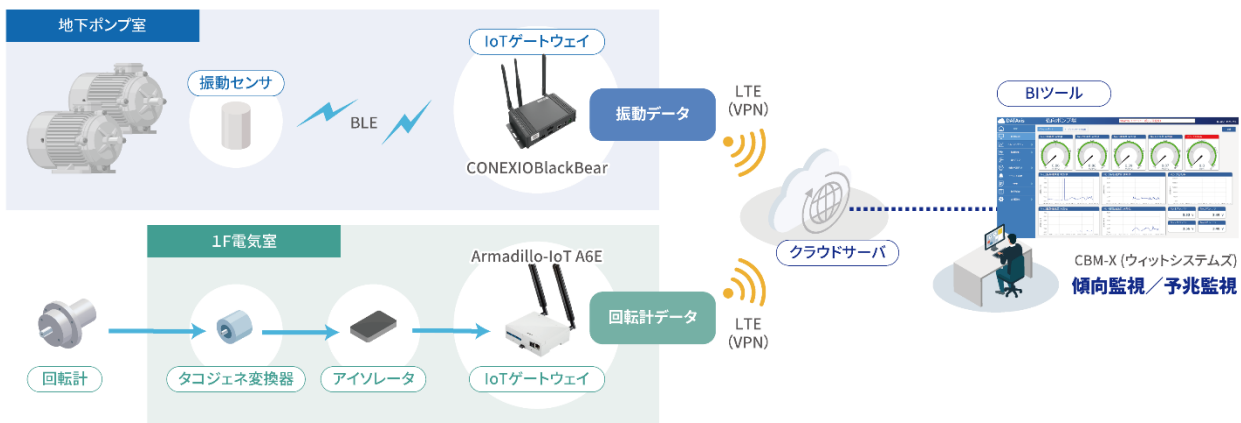 地下ポンプ室
IoTゲートウェイ
振動センサ
BLE
CONEXIOBlackBear
振動データ
LTE
(VPN)
1F電気室
Armadillo-IoT A6E
回転計
タコジェネ変換器
アイソレータ
IoTゲートウェイ
回転計データ
LTE
(VPN)
クラウドサーバ
BIツール
CBM-X (ウィットシステムズ)
傾向監視／予兆監視